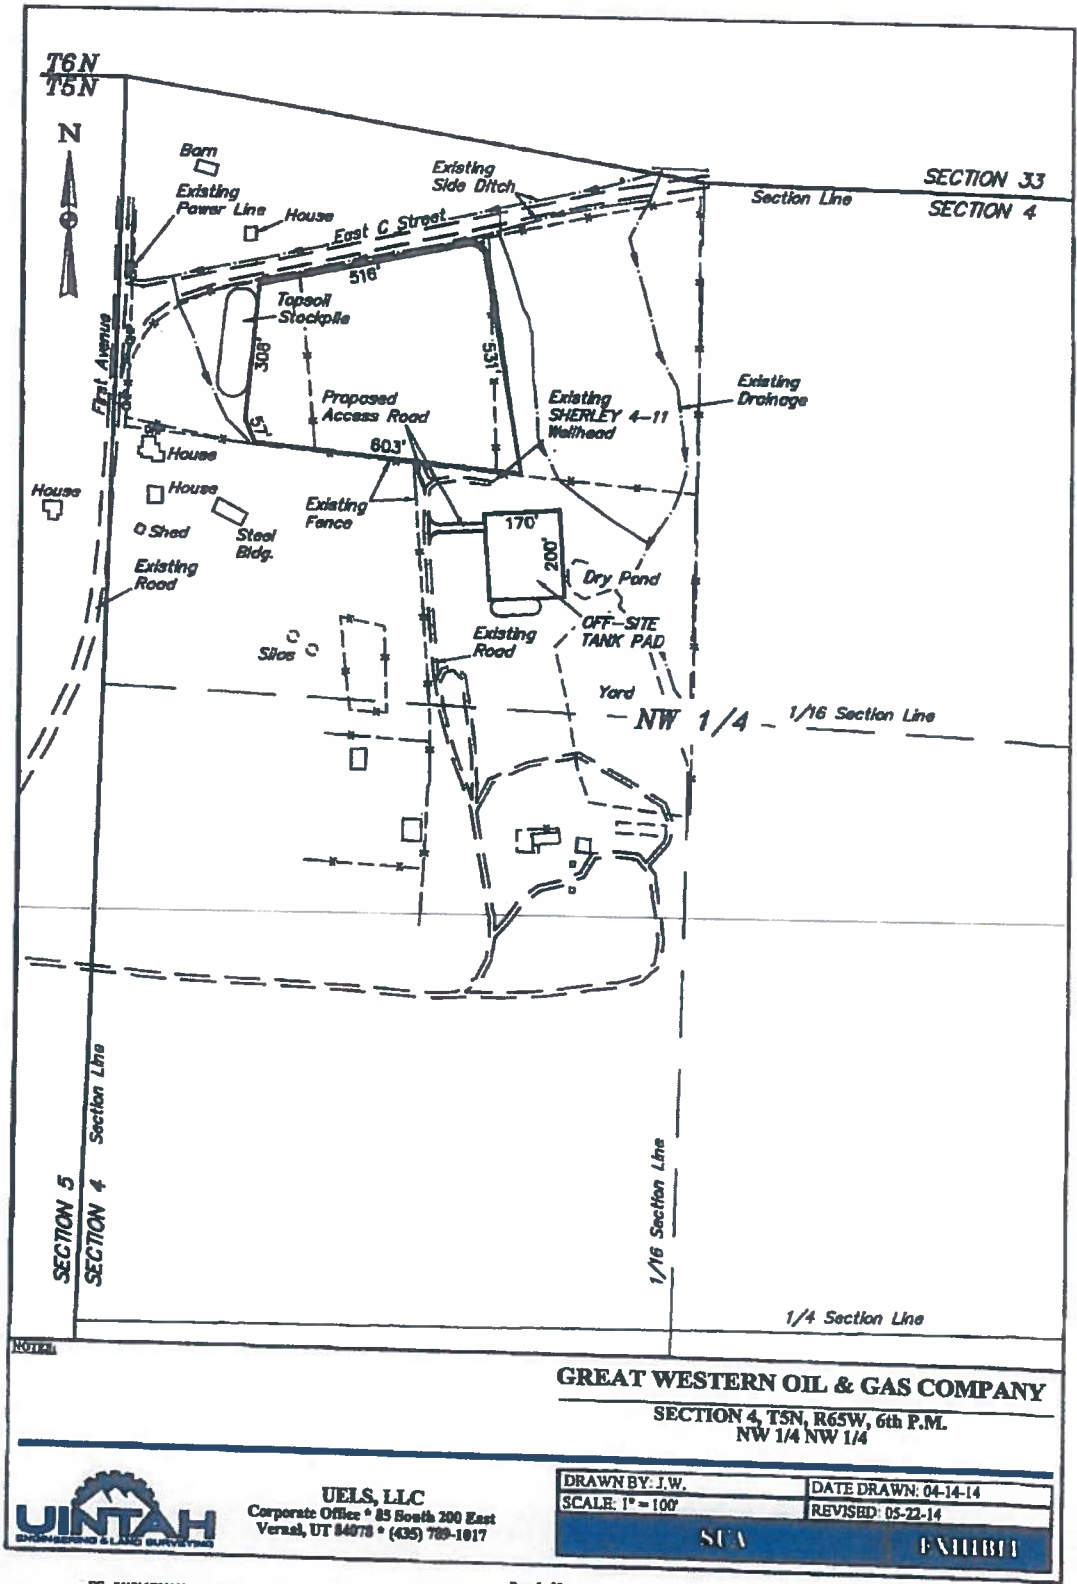 T6N
T5N
N
Barn
Existing
Power Line
House
Existing
Side Ditch
East C Street
SECTION 33
Section Line
SECTION 4
516'
Topsoil
Stockpile
308'
531'
57'
603'
First Avenue
Proposed
Access Road
Existing
SHERLEY 4-11
Wellhead
Existing
Drainage
House
House
House
Shed
Steel
Bldg.
Existing
Fence
Existing
Road
170'
200'
Dry Pond
OFF-SITE
TANK PAD
Existing
Road
Silos
Yard
NW 1/4
1/16 Section Line
Section Line
SECTION 5
SECTION 4
1/16 Section Line
1/4 Section Line
NOTES:
GREAT WESTERN OIL & GAS COMPANY
SECTION 4, T5N, R65W, 6th P.M.
NW 1/4 NW 1/4
UINTAH
ENGINEERING & LAND SURVEYING
UELS, LLC
Corporate Office * 85 South 200 East
Vernal, UT 84078 * (435) 789-1017
DRAWN BY: J.W.
DATE DRAWN: 04-14-14
SCALE: 1" = 100'
REVISED: 05-22-14
SUA
EXHIBIT